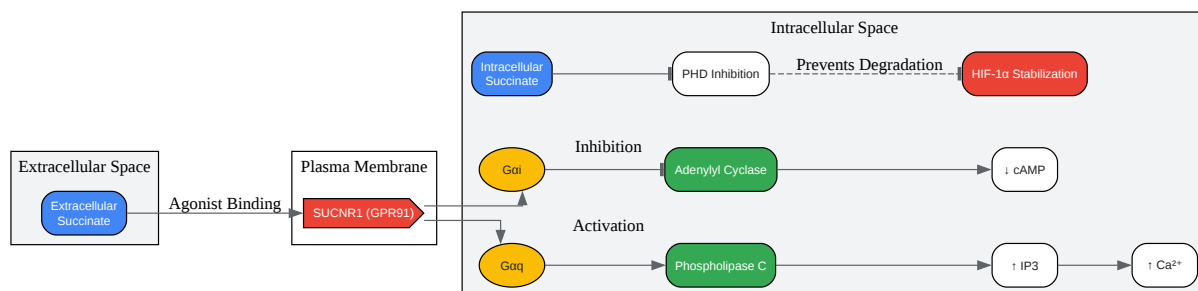 Intracellular Space
Intracellular
Succinate
PHD Inhibition
Prevents Degradation
HIF-1α Stabilization
Extracellular Space
Extracellular
Succinate
Agonist Binding
Plasma Membrane
SUCNR1 (GPR91)
Gαi
Inhibition
Adenylyl Cyclase
↓ cAMP
Gαq
Activation
Phospholipase C
↑ IP3
↑ Ca²⁺